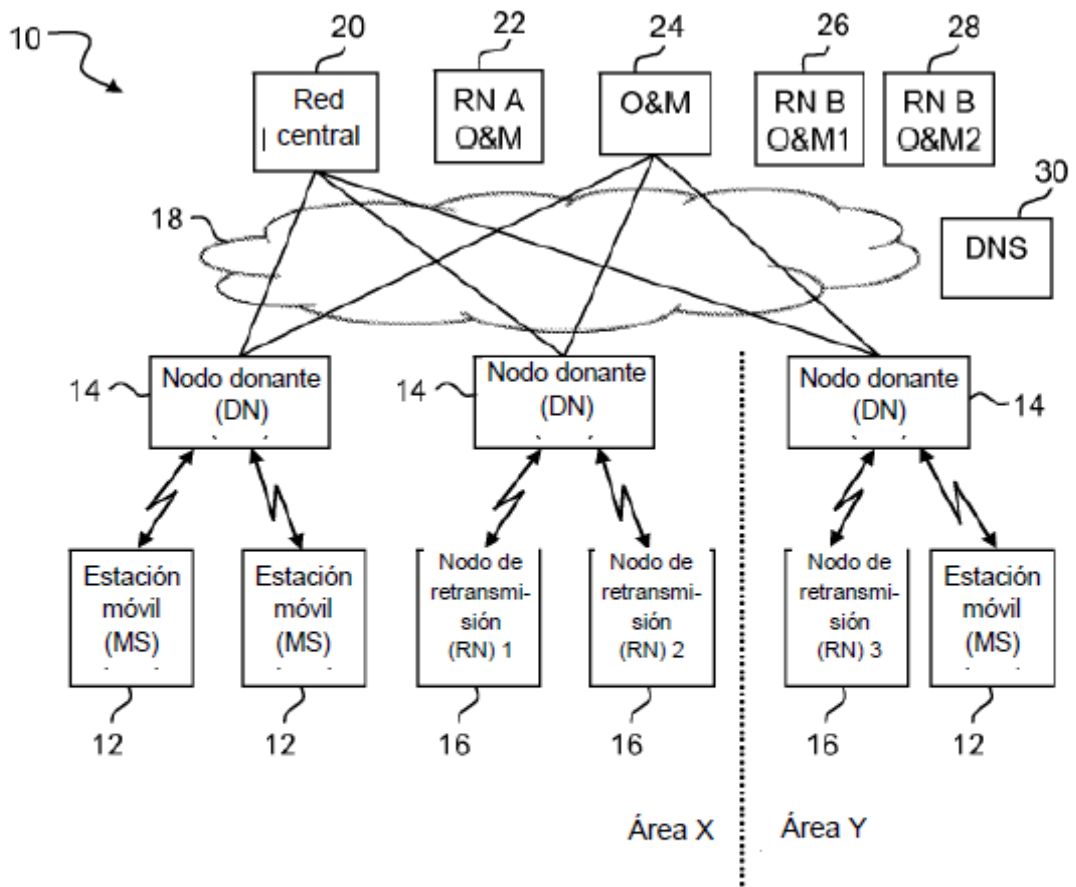 10
20
22
24
26
28
Red
central
RN A
O&M
O&M
RN B
O&M1
RN B
O&M2
30
DNS
18
14
Nodo donante
(DN)
14
Nodo donante
(DN)
Nodo donante
(DN)
14
Estación
móvil
(MS)
Estación
móvil
(MS)
Nodo de
retransmi-
sión
(RN) 1
Nodo de
retransmi-
sión
(RN) 2
Nodo de
retransmi-
sión
(RN) 3
Estación
móvil
(MS)
12
12
16
16
16
12
Área X
Área Y